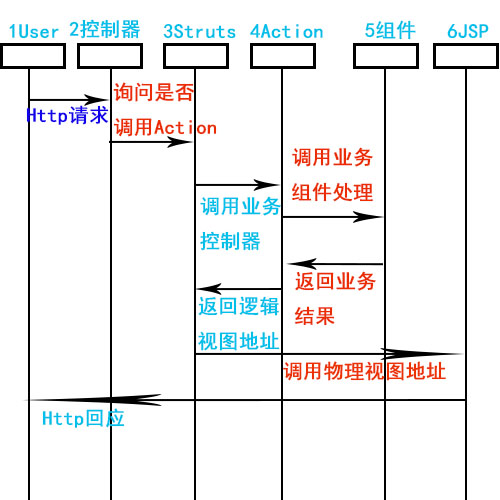 1User 2控制器 3Struts 4Action 5组件 6JSP
Http请求
询问是否
调用Action
调用业务
组件处理
调用业务
控制器
返回业务
结果
返回逻辑
视图地址
调用物理视图地址
Http回应